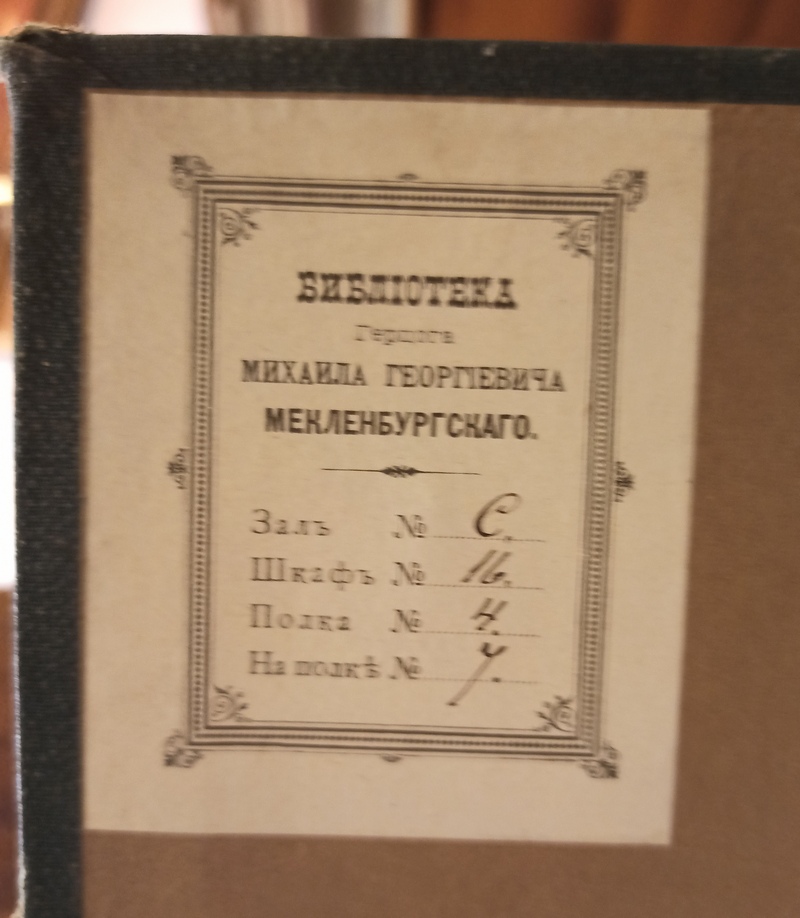 БИБЛІОТЕКА
Герцога
МИХАИЛА ГЕОРГІЕВИЧА
МЕКЛЕНБУРГСКАГО.
Залъ № С.
Шкафъ № 16.
Полка № 4.
На полкѣ № 7.